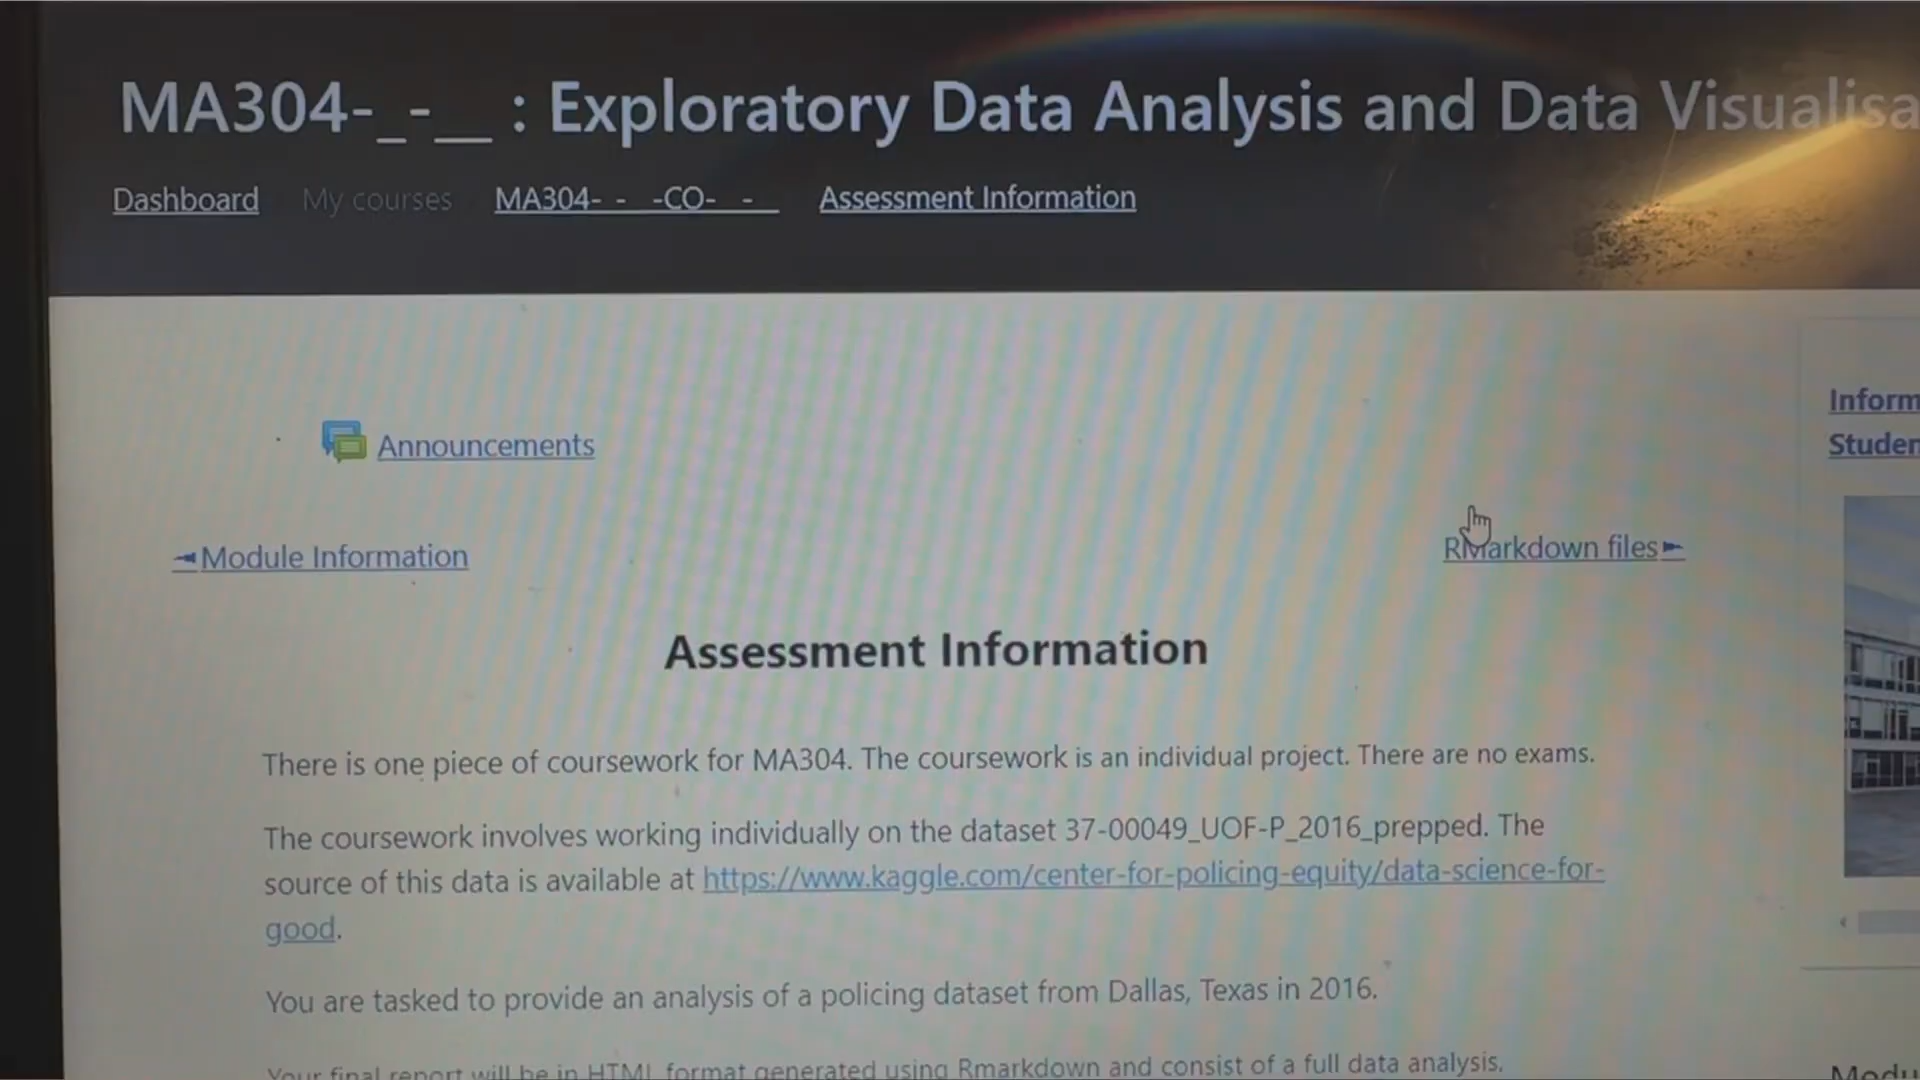 MA304-_-__ : Exploratory Data Analysis and Data Visualisa
Dashboard My courses MA304- - -CO- - - Assessment Information
Announcements
Inform
Studen
Module Information
RMarkdown files
Assessment Information
There is one piece of coursework for MA304. The coursework is an individual project. There are no exams.
The coursework involves working individually on the dataset 37-00049_UOF-P_2016_prepped. The
source of this data is available at https://www.kaggle.com/center-for-policing-equity/data-science-for-
good.
You are tasked to provide an analysis of a policing dataset from Dallas, Texas in 2016.
Your final report will be in HTML format generated using Rmarkdown and consist of a full data analysis.
Modu